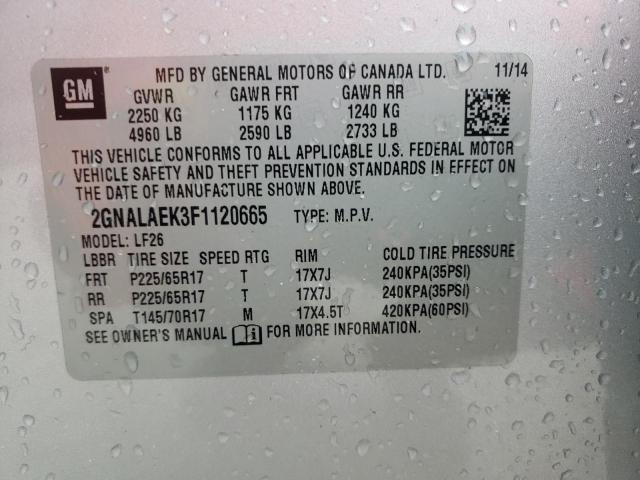 GM
MFD BY GENERAL MOTORS OF CANADA LTD. 11/14
GVWR GAWR FRT GAWR RR
2250 KG 1175 KG 1240 KG
4960 LB 2590 LB 2733 LB
THIS VEHICLE CONFORMS TO ALL APPLICABLE U.S. FEDERAL MOTOR
VEHICLE SAFETY AND THEFT PREVENTION STANDARDS IN EFFECT ON
THE DATE OF MANUFACTURE SHOWN ABOVE.
2GNALAEK3F1120665 TYPE: M.P.V.
MODEL: LF26
LBBR TIRE SIZE SPEED RTG RIM COLD TIRE PRESSURE
FRT P225/65R17 T 17X7J 240KPA(35PSI)
RR P225/65R17 T 17X7J 240KPA(35PSI)
SPA T145/70R17 M 17X4.5T 420KPA(60PSI)
SEE OWNER'S MANUAL FOR MORE INFORMATION.